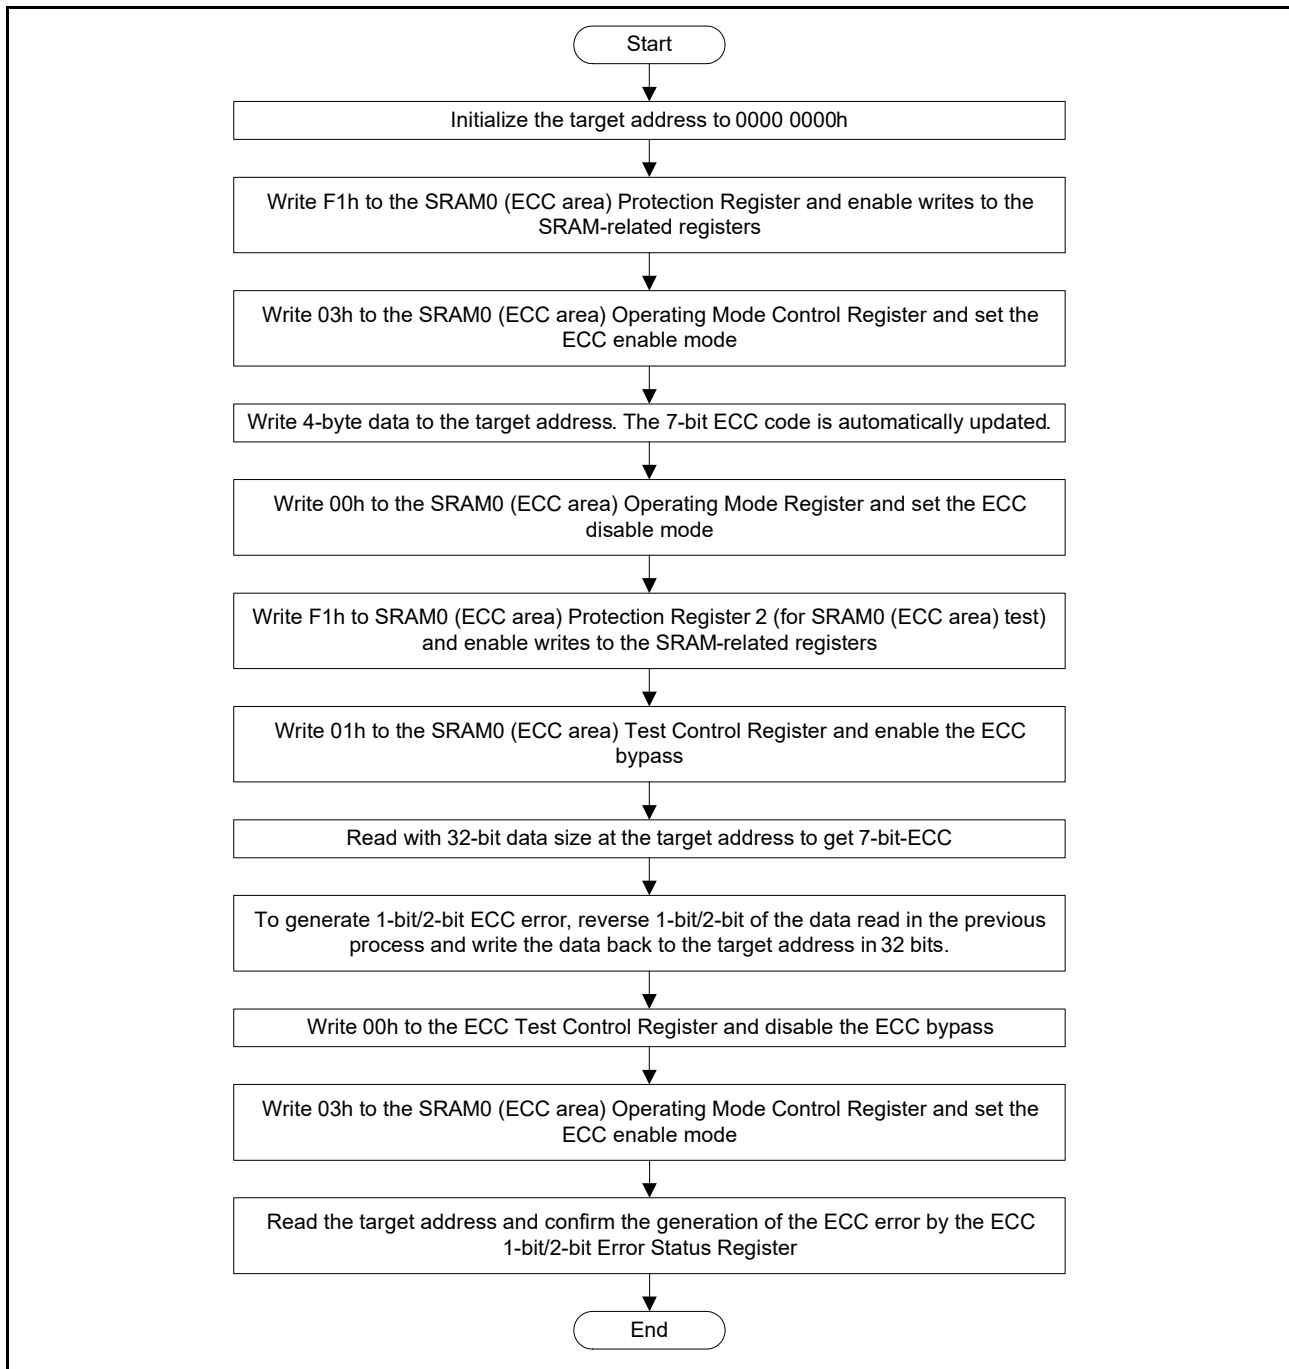 Start
Initialize the target address to 0000 0000h
Write F1h to the SRAM0 (ECC area) Protection Register and enable writes to the
SRAM-related registers
Write 03h to the SRAM0 (ECC area) Operating Mode Control Register and set the
ECC enable mode
Write 4-byte data to the target address. The 7-bit ECC code is automatically updated.
Write 00h to the SRAM0 (ECC area) Operating Mode Register and set the ECC
disable mode
Write F1h to SRAM0 (ECC area) Protection Register 2 (for SRAM0 (ECC area) test)
and enable writes to the SRAM-related registers
Write 01h to the SRAM0 (ECC area) Test Control Register and enable the ECC
bypass
Read with 32-bit data size at the target address to get 7-bit-ECC
To generate 1-bit/2-bit ECC error, reverse 1-bit/2-bit of the data read in the previous
process and write the data back to the target address in 32 bits.
Write 00h to the ECC Test Control Register and disable the ECC bypass
Write 03h to the SRAM0 (ECC area) Operating Mode Control Register and set the
ECC enable mode
Read the target address and confirm the generation of the ECC error by the ECC
1-bit/2-bit Error Status Register
End